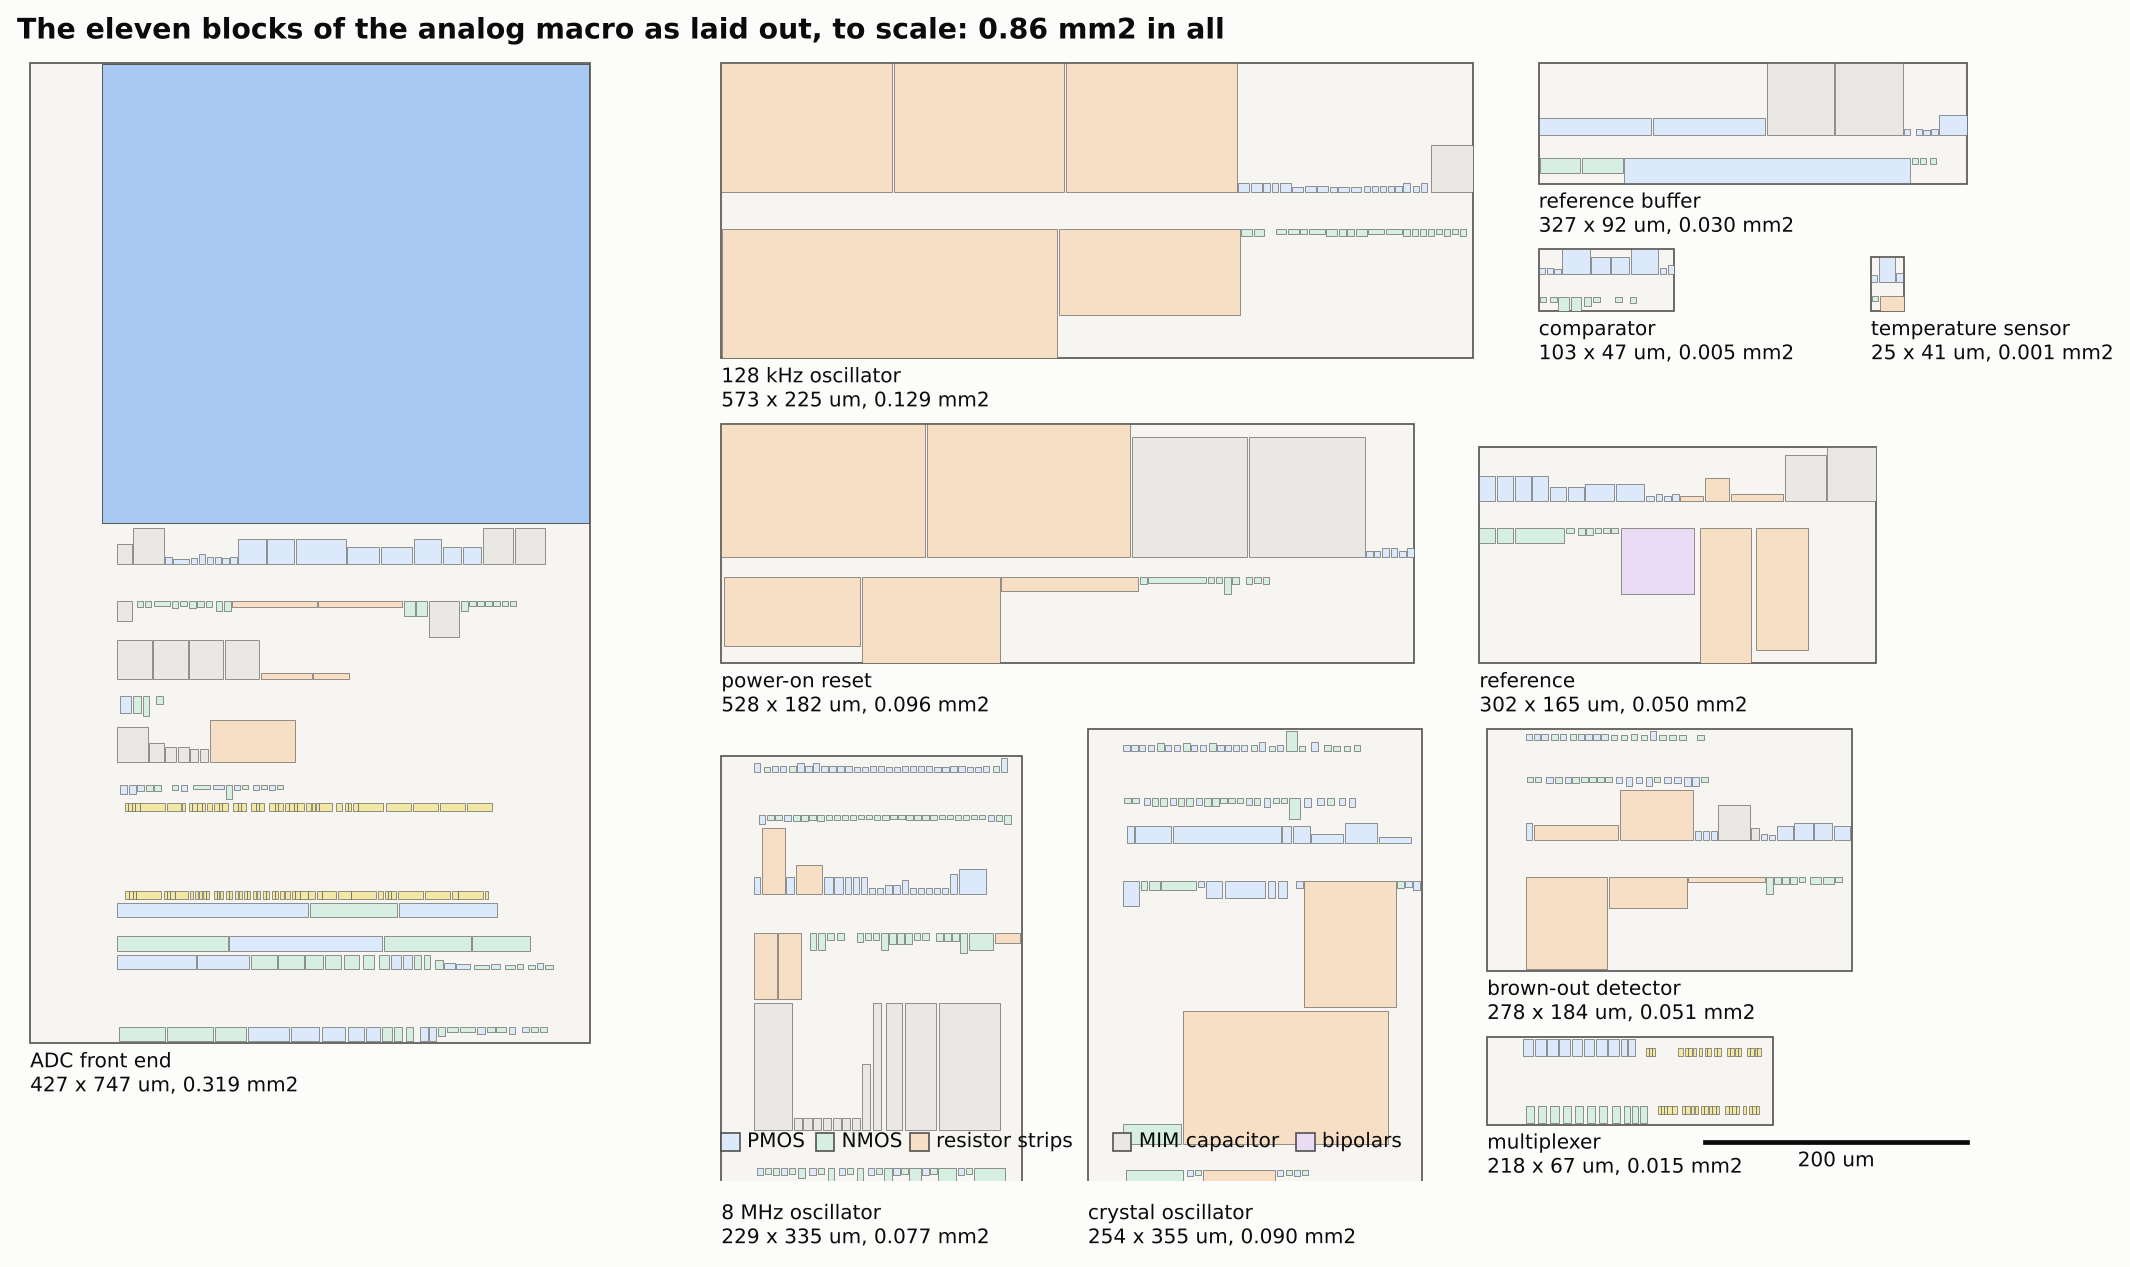 The eleven blocks of the analog macro as laid out, to scale: 0.86 mm2 in all
ADC front end
427 x 747 um, 0.319 mm2
128 kHz oscillator
573 x 225 um, 0.129 mm2
reference buffer
327 x 92 um, 0.030 mm2
comparator
103 x 47 um, 0.005 mm2
temperature sensor
25 x 41 um, 0.001 mm2
power-on reset
528 x 182 um, 0.096 mm2
reference
302 x 165 um, 0.050 mm2
8 MHz oscillator
229 x 335 um, 0.077 mm2
crystal oscillator
254 x 355 um, 0.090 mm2
brown-out detector
278 x 184 um, 0.051 mm2
multiplexer
218 x 67 um, 0.015 mm2
200 um
PMOS
NMOS
resistor strips
MIM capacitor
bipolars